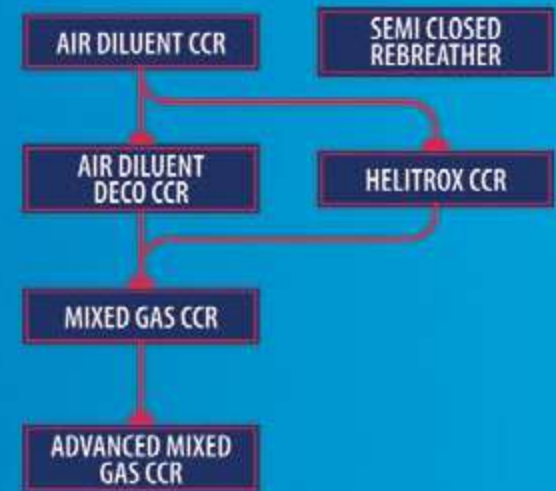 AIR DILUENT CCR
SEMI CLOSED
REBREATHER
AIR DILUENT
DECO CCR
HELITROX CCR
MIXED GAS CCR
ADVANCED MIXED
GAS CCR